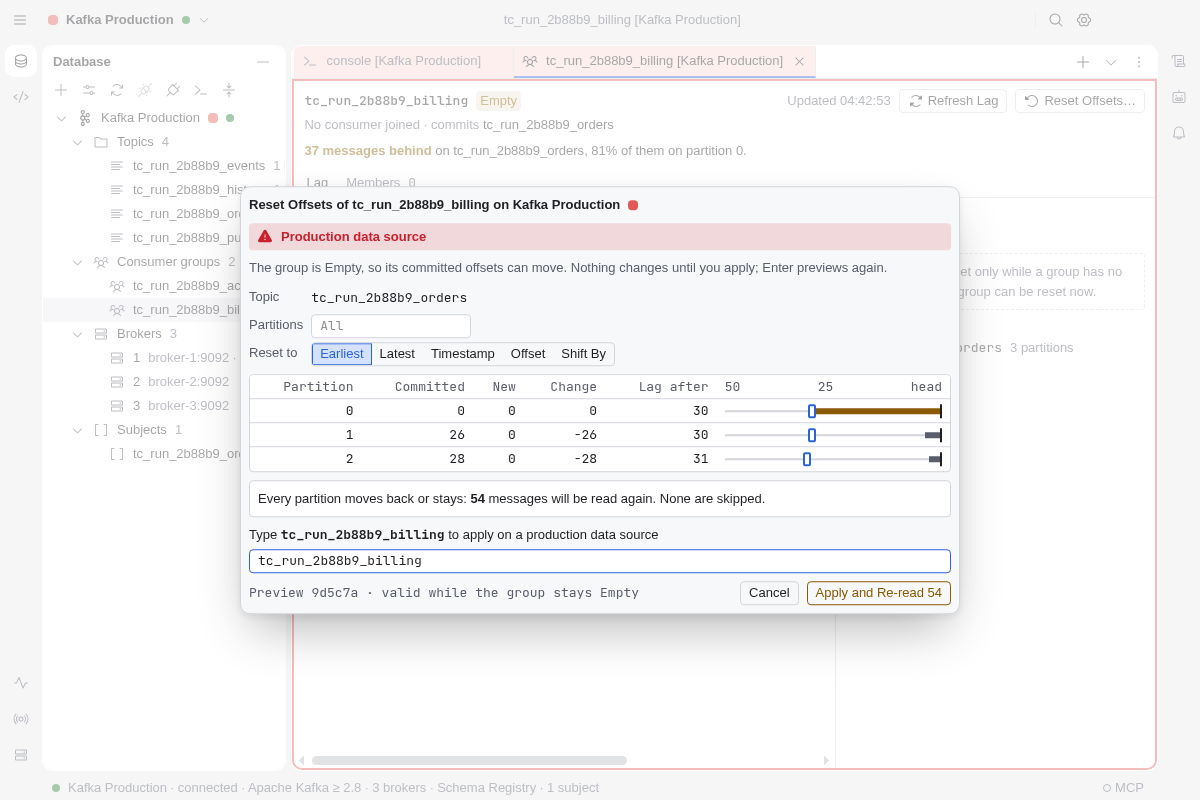 Kafka Production
tc_run_2b88b9_billing [Kafka Production]
Database
console [Kafka Production]
tc_run_2b88b9_billing [Kafka Production]
Kafka Production
Topics 4
tc_run_2b88b9_events 1
tc_run_2b88b9_his
tc_run_2b88b9_or
tc_run_2b88b9_pu
Consumer groups 2
tc_run_2b88b9_ac
tc_run_2b88b9_bil
Brokers 3
1 broker-1:9092 ·
2 broker-2:9092
3 broker-3:9092
Subjects 1
tc_run_2b88b9_or
tc_run_2b88b9_billing Empty
Updated 04:42:53
Refresh Lag
Reset Offsets…
No consumer joined · commits tc_run_2b88b9_orders
37 messages behind on tc_run_2b88b9_orders, 81% of them on partition 0.
Lag Members 0
et only while a group has no
group can be reset now.
orders 3 partitions
Reset Offsets of tc_run_2b88b9_billing on Kafka Production
Production data source
The group is Empty, so its committed offsets can move. Nothing changes until you apply; Enter previews again.
Topic tc_run_2b88b9_orders
Partitions All
Reset to Earliest Latest Timestamp Offset Shift By
Partition Committed New Change Lag after 50 25 head
0 0 0 0 30
1 26 0 -26 30
2 28 0 -28 31
Every partition moves back or stays: 54 messages will be read again. None are skipped.
Type tc_run_2b88b9_billing to apply on a production data source
tc_run_2b88b9_billing
Preview 9d5c7a · valid while the group stays Empty
Cancel
Apply and Re-read 54
Kafka Production · connected · Apache Kafka ≥ 2.8 · 3 brokers · Schema Registry · 1 subject
MCP